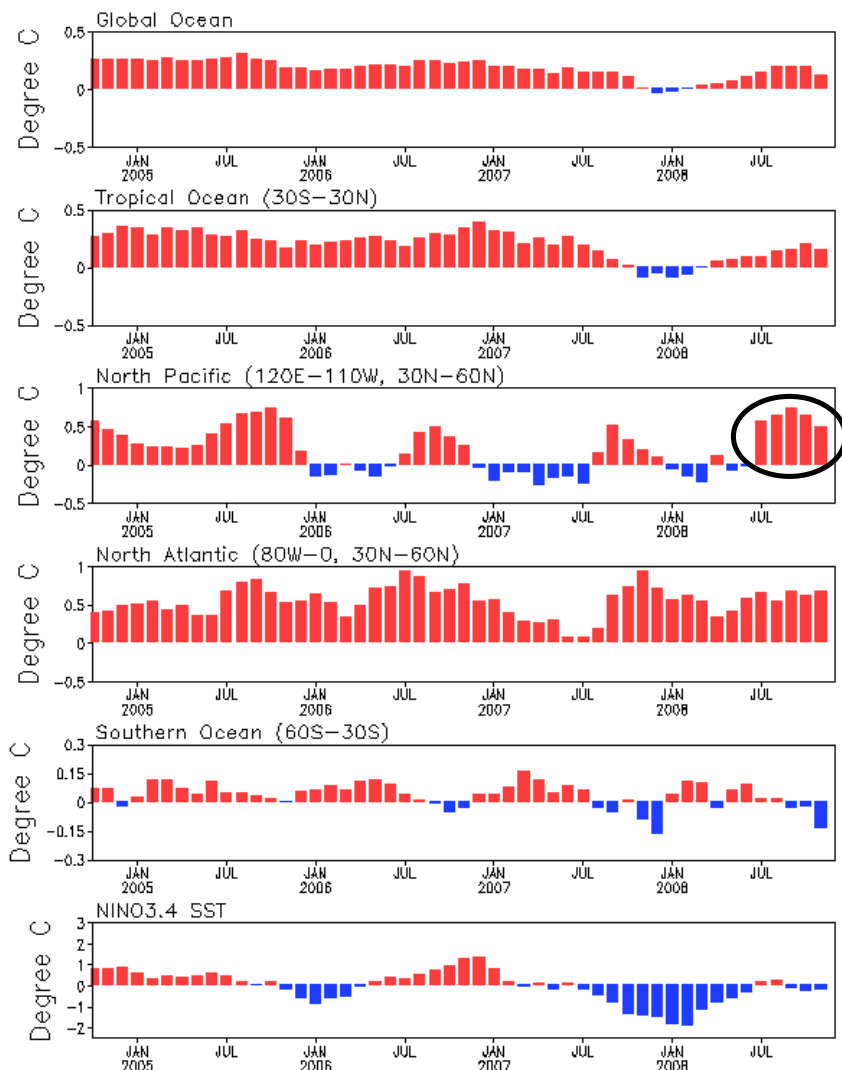 Global Ocean
Degree C
0.5
0
-0.5
JAN JUL JAN JUL JAN JUL JAN JUL
2005 2006 2007 2008
Tropical Ocean (30S-30N)
Degree C
0.5
0
-0.5
JAN JUL JAN JUL JAN JUL JAN JUL
2005 2006 2007 2008
North Pacific (120E-110W, 30N-60N)
Degree C
1
0.5
0
-0.5
JAN JUL JAN JUL JAN JUL JAN JUL
2005 2006 2007 2008
North Atlantic (80W-0, 30N-60N)
Degree C
1
0.5
0
-0.5
JAN JUL JAN JUL JAN JUL JAN JUL
2005 2006 2007 2008
Southern Ocean (60S-30S)
Degree C
0.3
0.15
0
-0.15
-0.3
JAN JUL JAN JUL JAN JUL JAN JUL
2005 2006 2007 2008
NINO3.4 SST
Degree C
3
2
1
0
-1
-2
JAN JUL JAN JUL JAN JUL JAN JUL
2005 2006 2007 2008